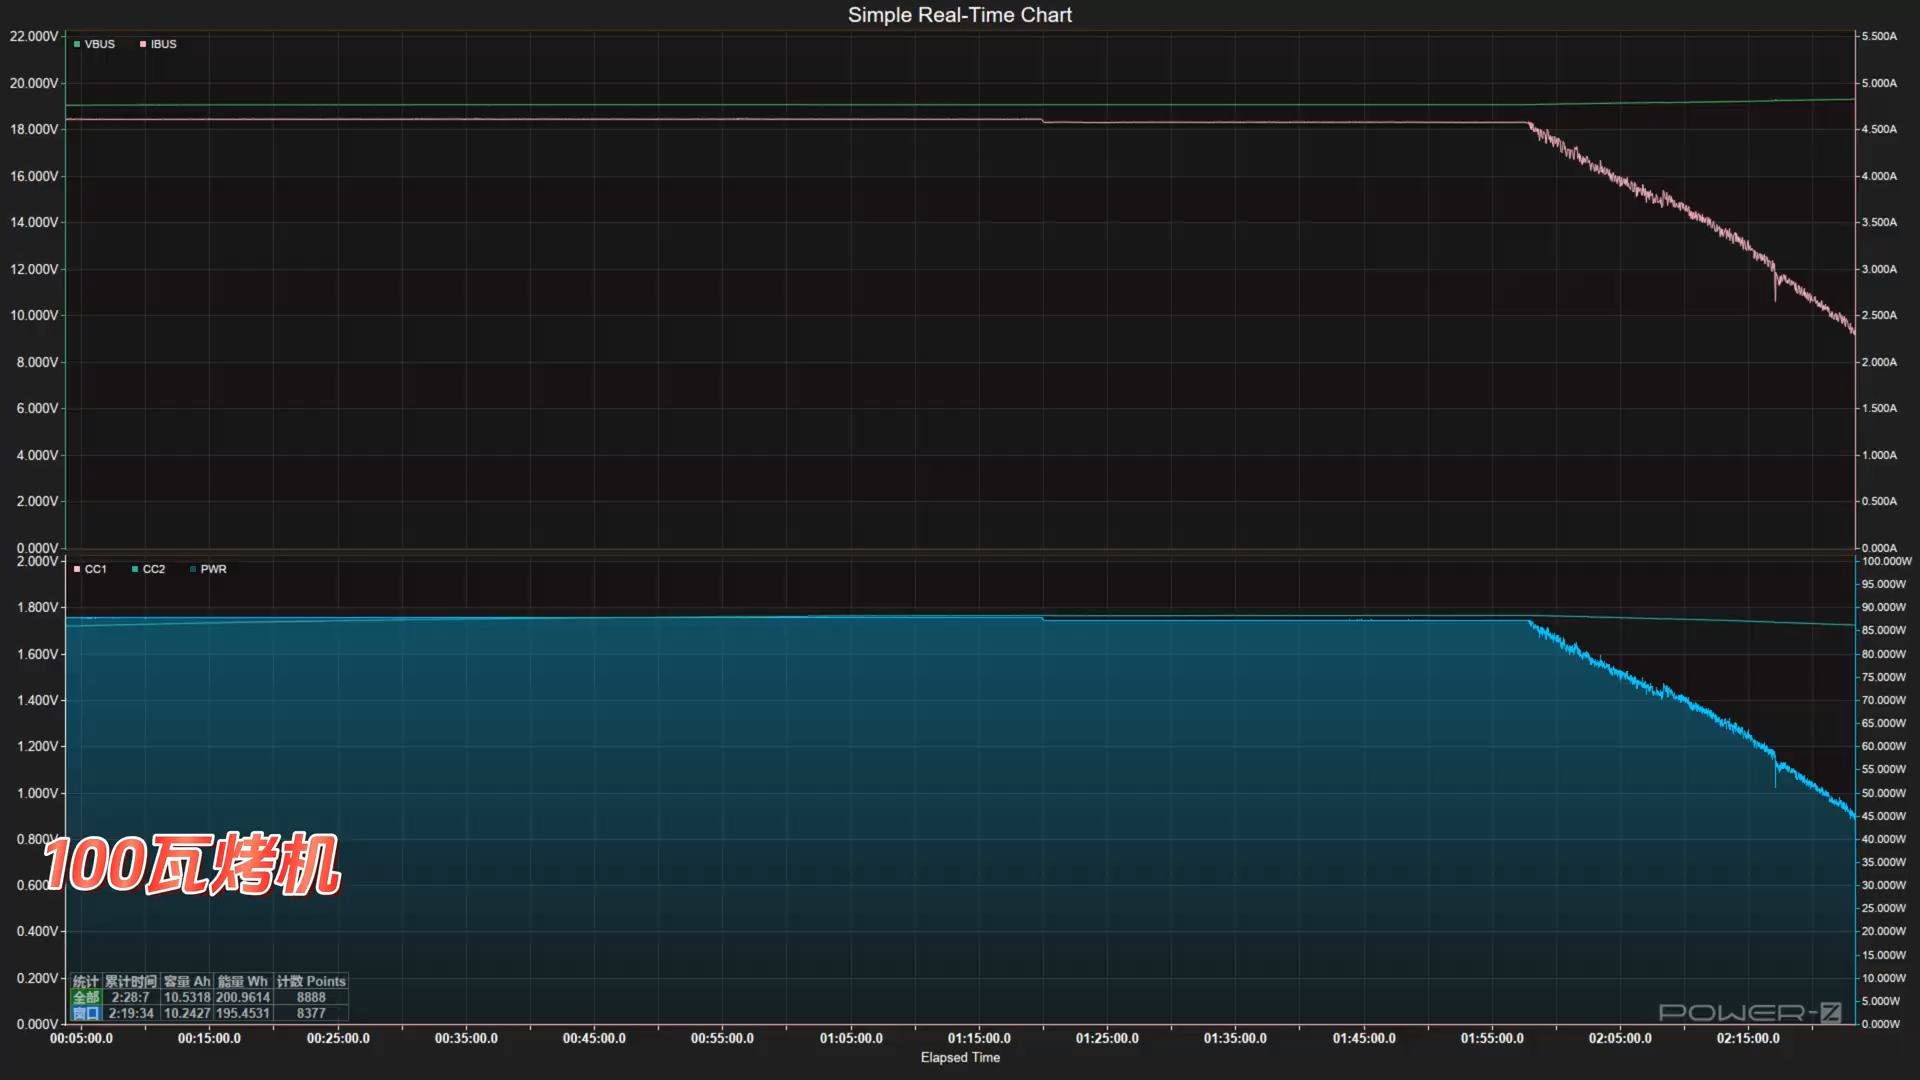 Simple Real-Time Chart
VBUS IBUS
22.000V
20.000V
18.000V
16.000V
14.000V
12.000V
10.000V
8.000V
6.000V
4.000V
2.000V
0.000V
5.500A
5.000A
4.500A
4.000A
3.500A
3.000A
2.500A
2.000A
1.500A
1.000A
0.500A
0.000A
CC1 CC2 PWR
2.000V
1.800V
1.600V
1.400V
1.200V
1.000V
0.800V
0.600
0.400V
0.200V
0.000V
100.000W
95.000W
90.000W
85.000W
80.000W
75.000W
70.000W
65.000W
60.000W
55.000W
50.000W
45.000W
40.000W
35.000W
30.000W
25.000W
20.000W
15.000W
10.000W
5.000W
0.000W
100瓦烤机
统计 累计时间 容量 Ah 能量 Wh 计数 Points
全部 2:28:7 10.5318 200.9614 8888
窗口 2:19:34 10.2427 195.4531 8377
POWER-Z
00:05:00.0 00:15:00.0 00:25:00.0 00:35:00.0 00:45:00.0 00:55:00.0 01:05:00.0 01:15:00.0 01:25:00.0 01:35:00.0 01:45:00.0 01:55:00.0 02:05:00.0 02:15:00.0
Elapsed Time